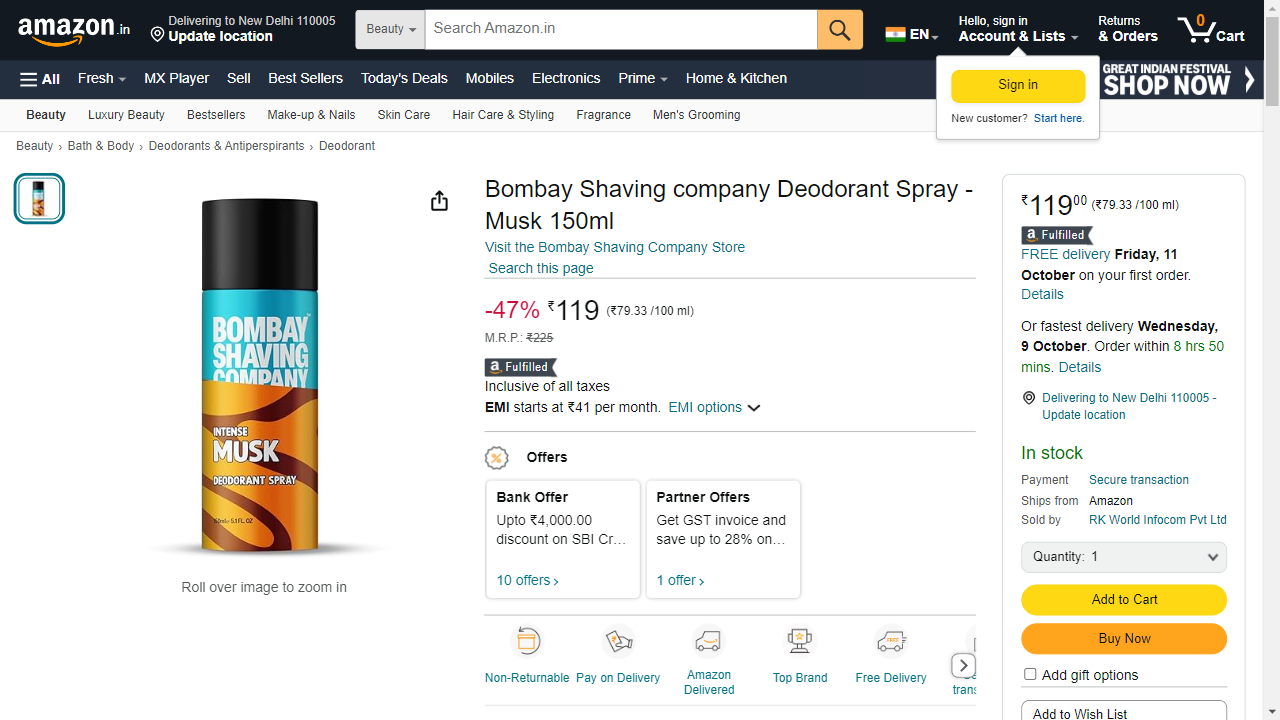 amazon.in
Delivering to New Delhi 110005
Update location
Beauty
Search Amazon.in
EN
Hello, sign in
Account & Lists
Returns
& Orders
0
Cart
All
Fresh
MX Player
Sell
Best Sellers
Today's Deals
Mobiles
Electronics
Prime
Home & Kitchen
GREAT INDIAN FESTIVAL
SHOP NOW
Sign in
New customer? Start here.
Beauty
Luxury Beauty
Bestsellers
Make-up & Nails
Skin Care
Hair Care & Styling
Fragrance
Men's Grooming
Beauty › Bath & Body › Deodorants & Antiperspirants › Deodorant
BOMBAY
SHAVING
COMPANY
INTENSE
MUSK
DEODORANT SPRAY
150ml e 5.1FL.OZ
Roll over image to zoom in
Bombay Shaving company Deodorant Spray -
Musk 150ml
Visit the Bombay Shaving Company Store
Search this page
-47% ₹119 (₹79.33 /100 ml)
M.R.P.: ₹225
a Fulfilled
Inclusive of all taxes
EMI starts at ₹41 per month. EMI options
Offers
Bank Offer
Upto ₹4,000.00
discount on SBI Cr…
10 offers ›
Partner Offers
Get GST invoice and
save up to 28% on…
1 offer ›
Non-Returnable
Pay on Delivery
Amazon
Delivered
Top Brand
FREE
Free Delivery
trans
₹11900 (₹79.33 /100 ml)
a Fulfilled
FREE delivery Friday, 11
October on your first order.
Details
Or fastest delivery Wednesday,
9 October. Order within 8 hrs 50
mins. Details
Delivering to New Delhi 110005 -
Update location
In stock
Payment Secure transaction
Ships from Amazon
Sold by RK World Infocom Pvt Ltd
Quantity: 1
Add to Cart
Buy Now
Add gift options
Add to Wish List